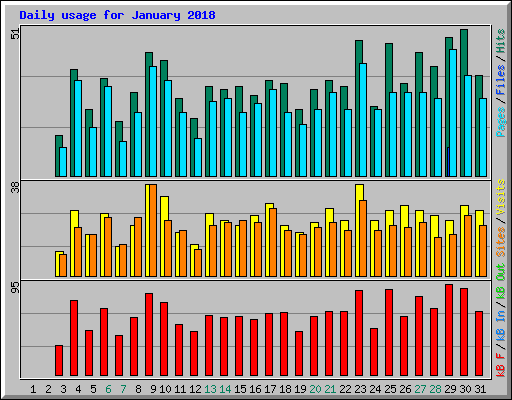 Daily usage for January 2018
51
Pages / Files / Hits
38
Sites / Visits
95
kB F / kB In / kB Out
1 2 3 4 5 6 7 8 9 10 11 12 13 14 15 16 17 18 19 20 21 22 23 24 25 26 27 28 29 30 31